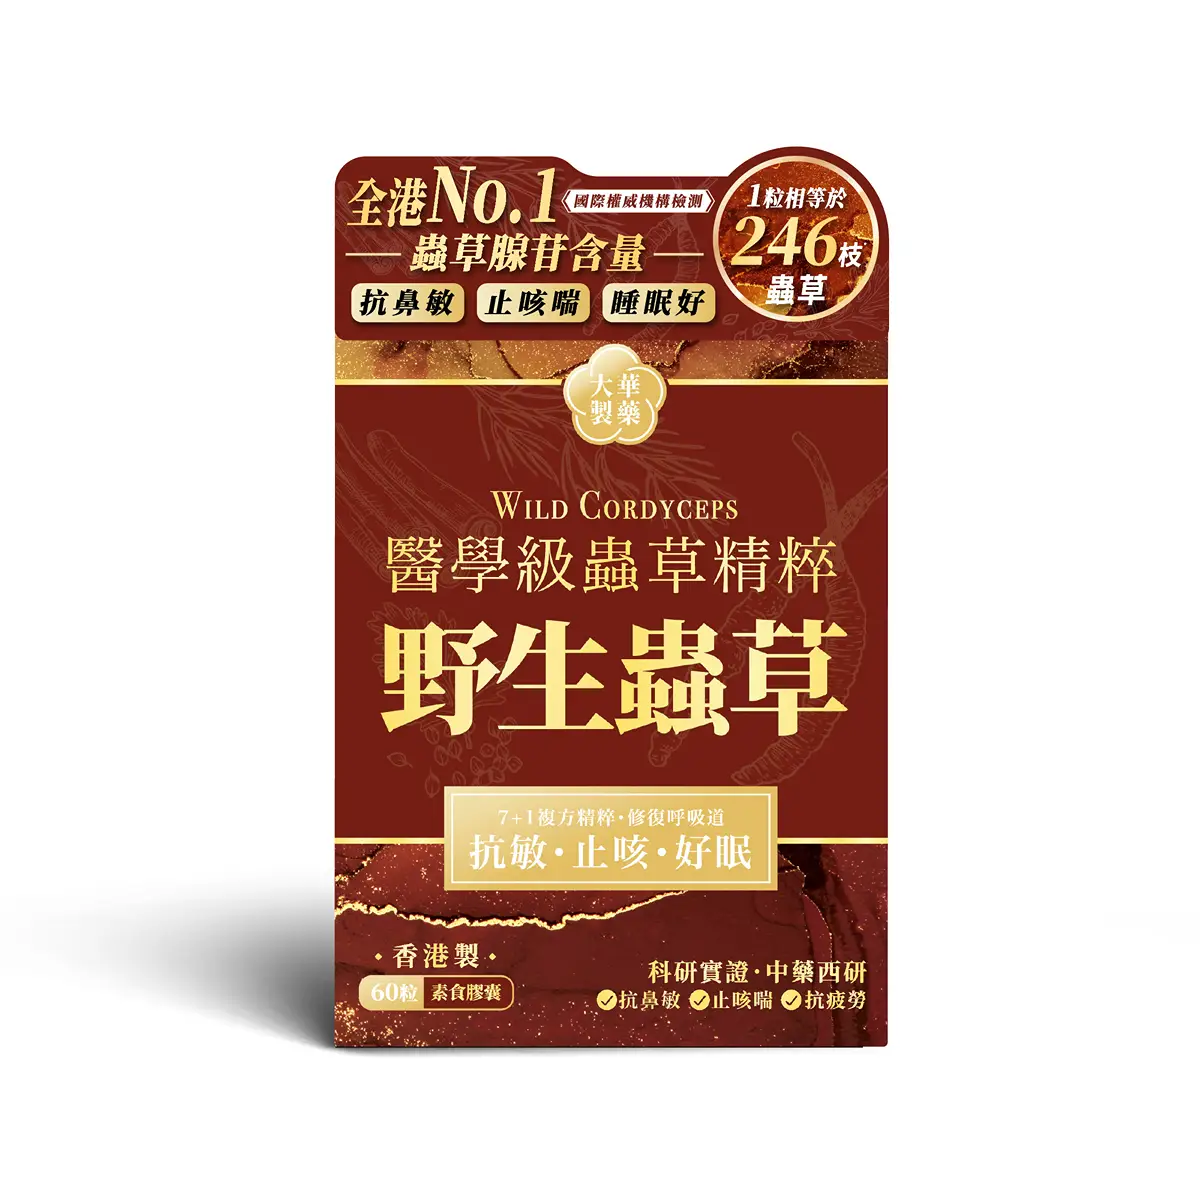 全港No.1
國際權威機構檢測
蟲草腺苷含量
抗鼻敏 止咳喘 睡眠好
1粒相等於
246枝
蟲草
大華
製藥
WILD CORDYCEPS
醫學級蟲草精粹
野生蟲草
7+1複方精粹·修復呼吸道
抗敏·止咳·好眠
·香港製·
60粒 素食膠囊
科研實證·中藥西研
抗鼻敏 止咳喘 抗疲勞